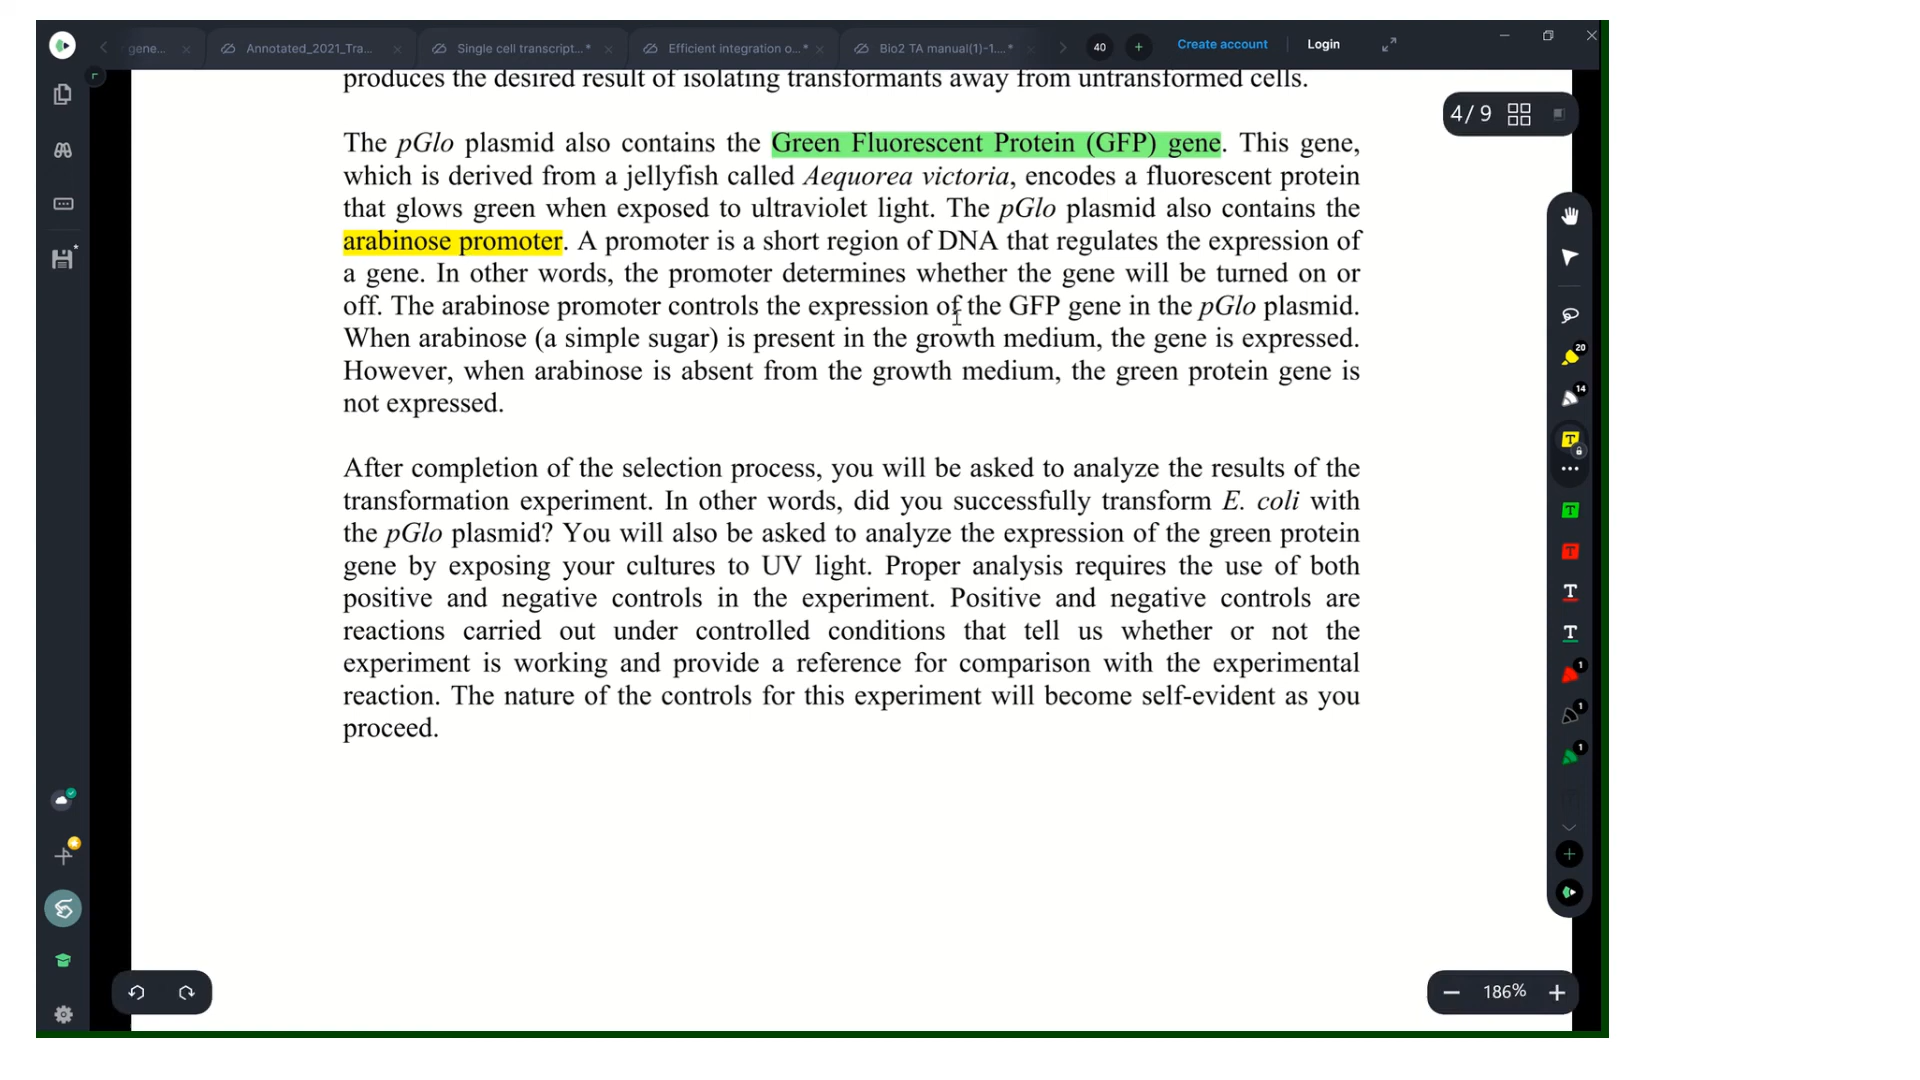 gene...
Annotated_2021_Tra...
Single cell transcript...*
Efficient integration o...*
Bio2 TA manual(1)-1....*
40
Create account
Login
produces the desired result of isolating transformants away from untransformed cells.
4/ 9
The pGlo plasmid also contains the Green Fluorescent Protein (GFP) gene. This gene,
which is derived from a jellyfish called Aequorea victoria, encodes a fluorescent protein
that glows green when exposed to ultraviolet light. The pGlo plasmid also contains the
arabinose promoter. A promoter is a short region of DNA that regulates the expression of
a gene. In other words, the promoter determines whether the gene will be turned on or
off. The arabinose promoter controls the expression of the GFP gene in the pGlo plasmid.
When arabinose (a simple sugar) is present in the growth medium, the gene is expressed.
However, when arabinose is absent from the growth medium, the green protein gene is
not expressed.
After completion of the selection process, you will be asked to analyze the results of the
transformation experiment. In other words, did you successfully transform E. coli with
the pGlo plasmid? You will also be asked to analyze the expression of the green protein
gene by exposing your cultures to UV light. Proper analysis requires the use of both
positive and negative controls in the experiment. Positive and negative controls are
reactions carried out under controlled conditions that tell us whether or not the
experiment is working and provide a reference for comparison with the experimental
reaction. The nature of the controls for this experiment will become self-evident as you
proceed.
20
14
T
T
T
T
T
1
1
1
186%